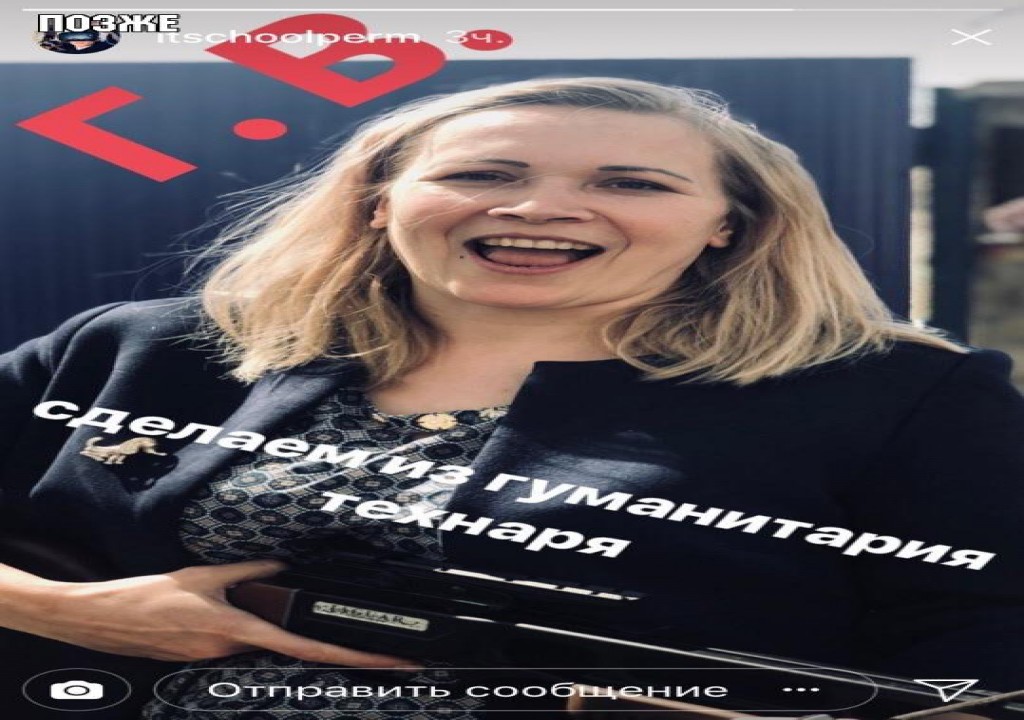 ПОЗЖЕ
itschoolperm 3ч.
Г.В.
сделаем из гуманитария
технаря
Отправить сообщение